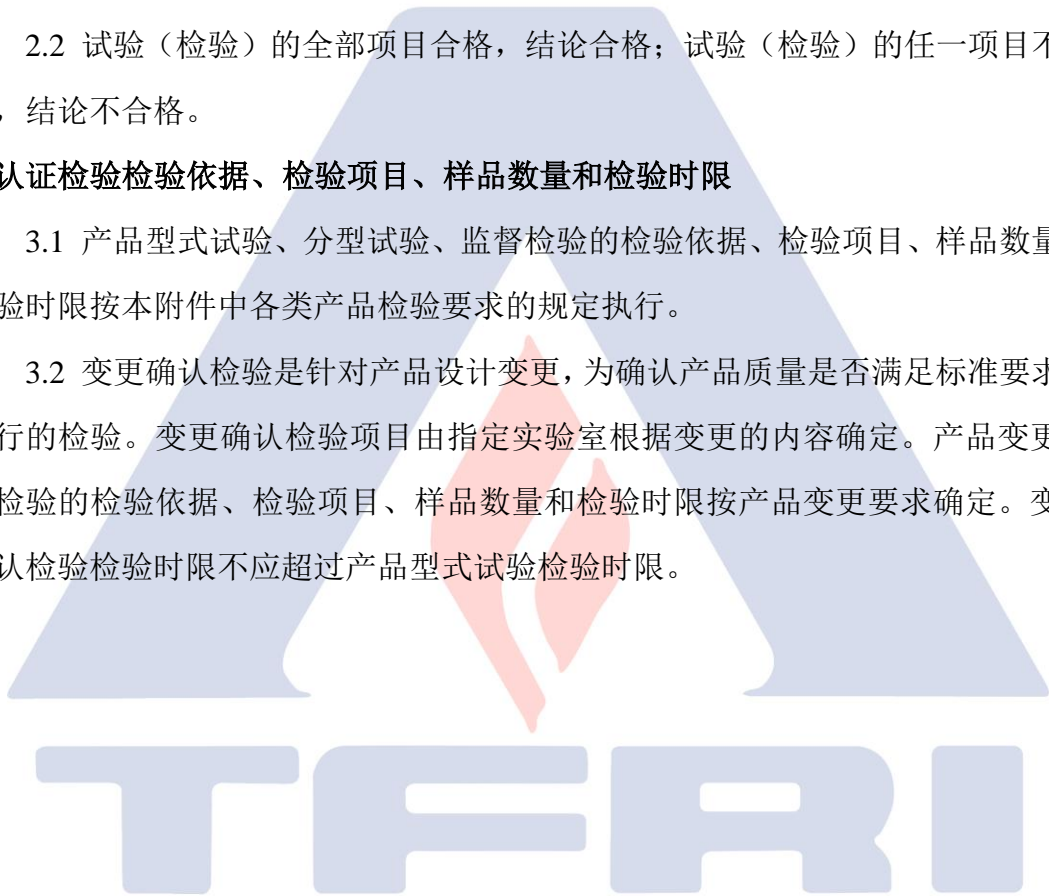 2.2 试验（检验）的全部项目合格，结论合格；试验（检验）的任一项目不
，结论不合格。
认证检验检验依据、检验项目、样品数量和检验时限
3.1 产品型式试验、分型试验、监督检验的检验依据、检验项目、样品数量
验时限按本附件中各类产品检验要求的规定执行。
3.2 变更确认检验是针对产品设计变更，为确认产品质量是否满足标准要求
行的检验。变更确认检验项目由指定实验室根据变更的内容确定。产品变更
检验的检验依据、检验项目、样品数量和检验时限按产品变更要求确定。变
认检验检验时限不应超过产品型式试验检验时限。
TFRI